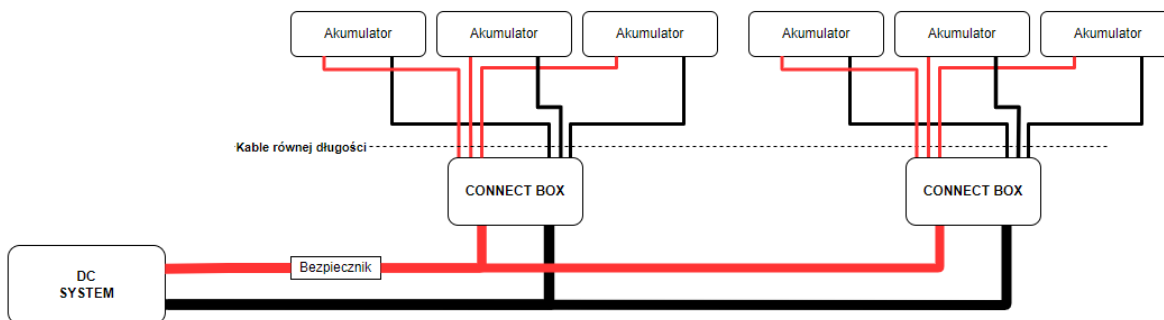 Akumulator
Akumulator
Akumulator
Akumulator
Akumulator
Akumulator
Kable równej długości
CONNECT BOX
CONNECT BOX
Bezpiecznik
DC
SYSTEM